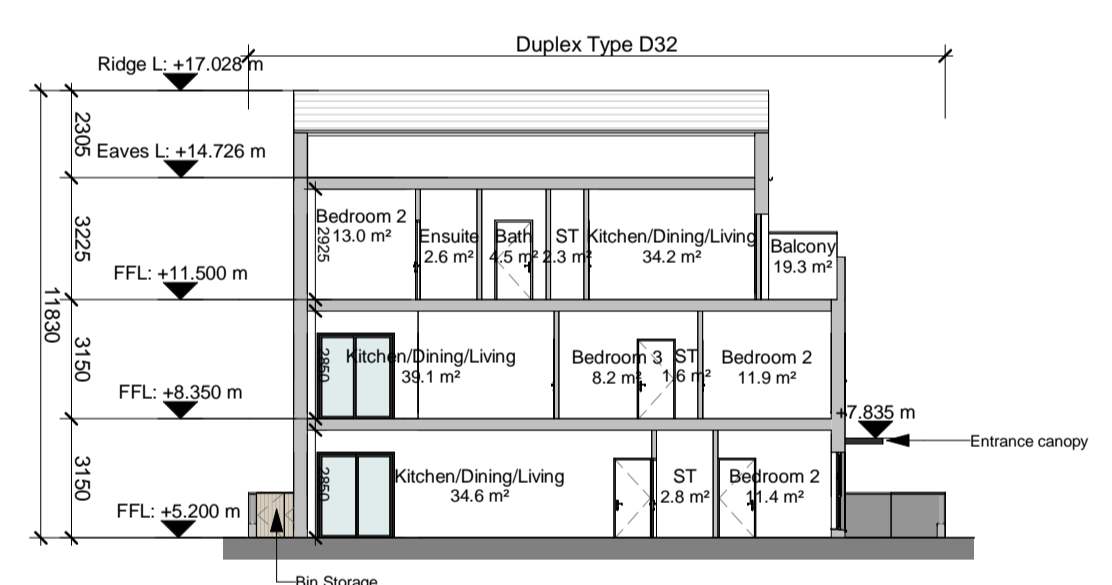 Duplex Type D32
Ridge L: +17.028 m
2305
Eaves L: +14.726 m
3225
2925
Bedroom 2
13.0 m²
Ensuite
2.6 m²
Bath
4.5 m²
ST
2.3 m²
Kitchen/Dining/Living
34.2 m²
Balcony
19.3 m²
FFL: +11.500 m
11830
3150
2850
Kitchen/Dining/Living
39.1 m²
Bedroom 3
8.2 m²
ST
1.6 m²
Bedroom 2
11.9 m²
FFL: +8.350 m
+7.835 m
Entrance canopy
3150
2850
Kitchen/Dining/Living
34.6 m²
ST
2.8 m²
Bedroom 2
11.4 m²
FFL: +5.200 m
Bin Storage